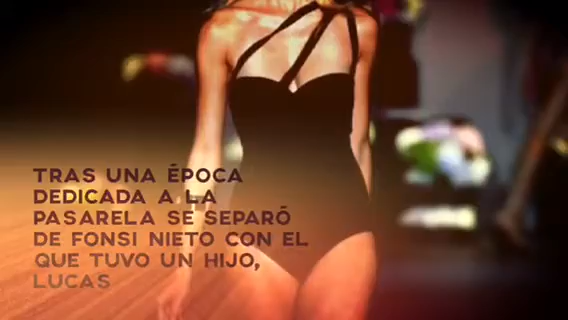 TRAS UNA ÉPOCA
DEDICADA A LA
PASARELA SE SEPARÓ
DE FONSI NIETO CON EL
QUE TUVO UN HIJO,
LUCAS